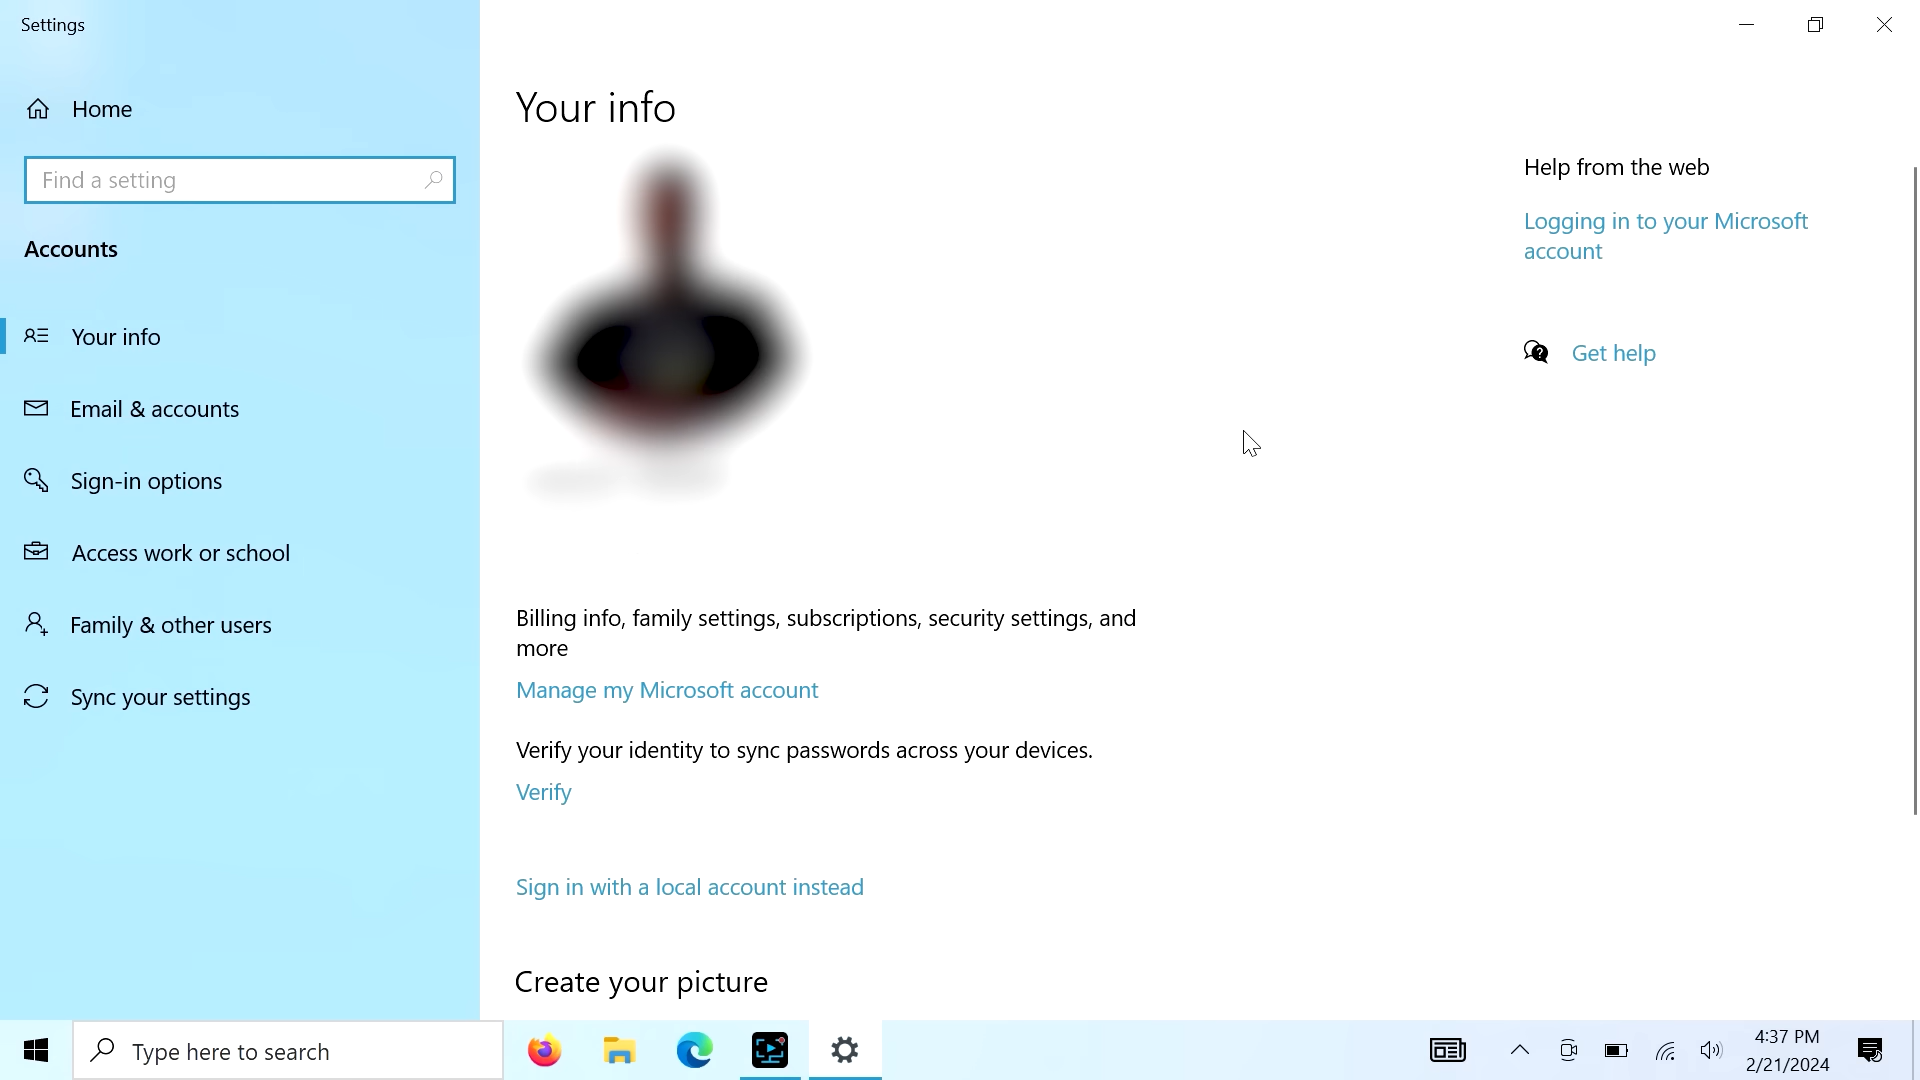 Settings
Home
Find a setting
Accounts
Your info
Email & accounts
Sign-in options
Access work or school
Family & other users
Sync your settings
Your info
Billing info, family settings, subscriptions, security settings, and
more
Manage my Microsoft account
Verify your identity to sync passwords across your devices.
Verify
Sign in with a local account instead
Create your picture
Help from the web
Logging in to your Microsoft
account
Get help
Type here to search
4:37 PM
2/21/2024